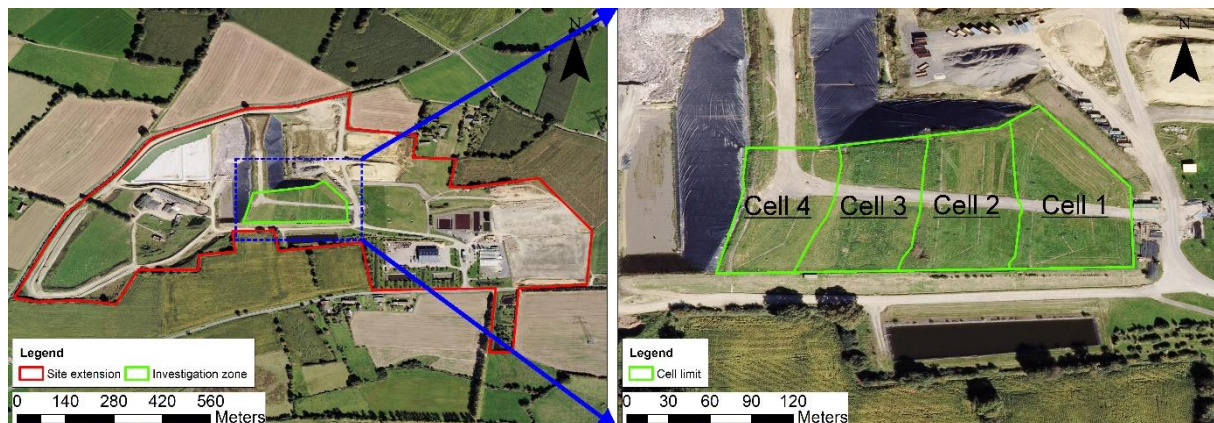 N
Legend
Site extension Investigation zone
0 140 280 420 560
Meters
N
Cell 4 Cell 3 Cell 2 Cell 1
Legend
Cell limit
0 30 60 90 120
Meters